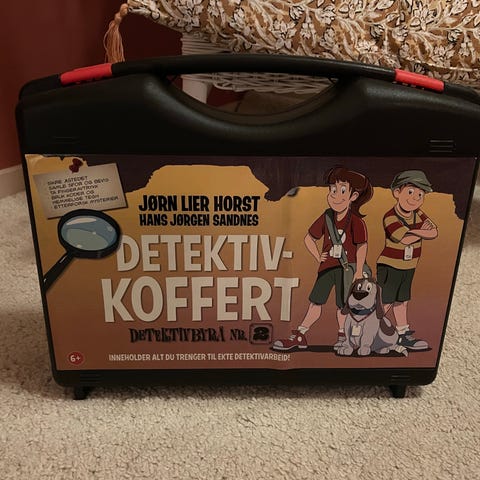 SIKRE ÅSTEDET
SAMLE SPOR OG BEVIS
TA FINGERAVTRYKK
BRUK KODER OG
HEMMELIGE TEGN
ETTERFORSK MYSTERIER
JØRN LIER HORST
HANS JØRGEN SANDNES
DETEKTIV-
KOFFERT
DETEKTIVBYRÅ NR. 2
6+
INNEHOLDER ALT DU TRENGER TIL EKTE DETEKTIVARBEID!